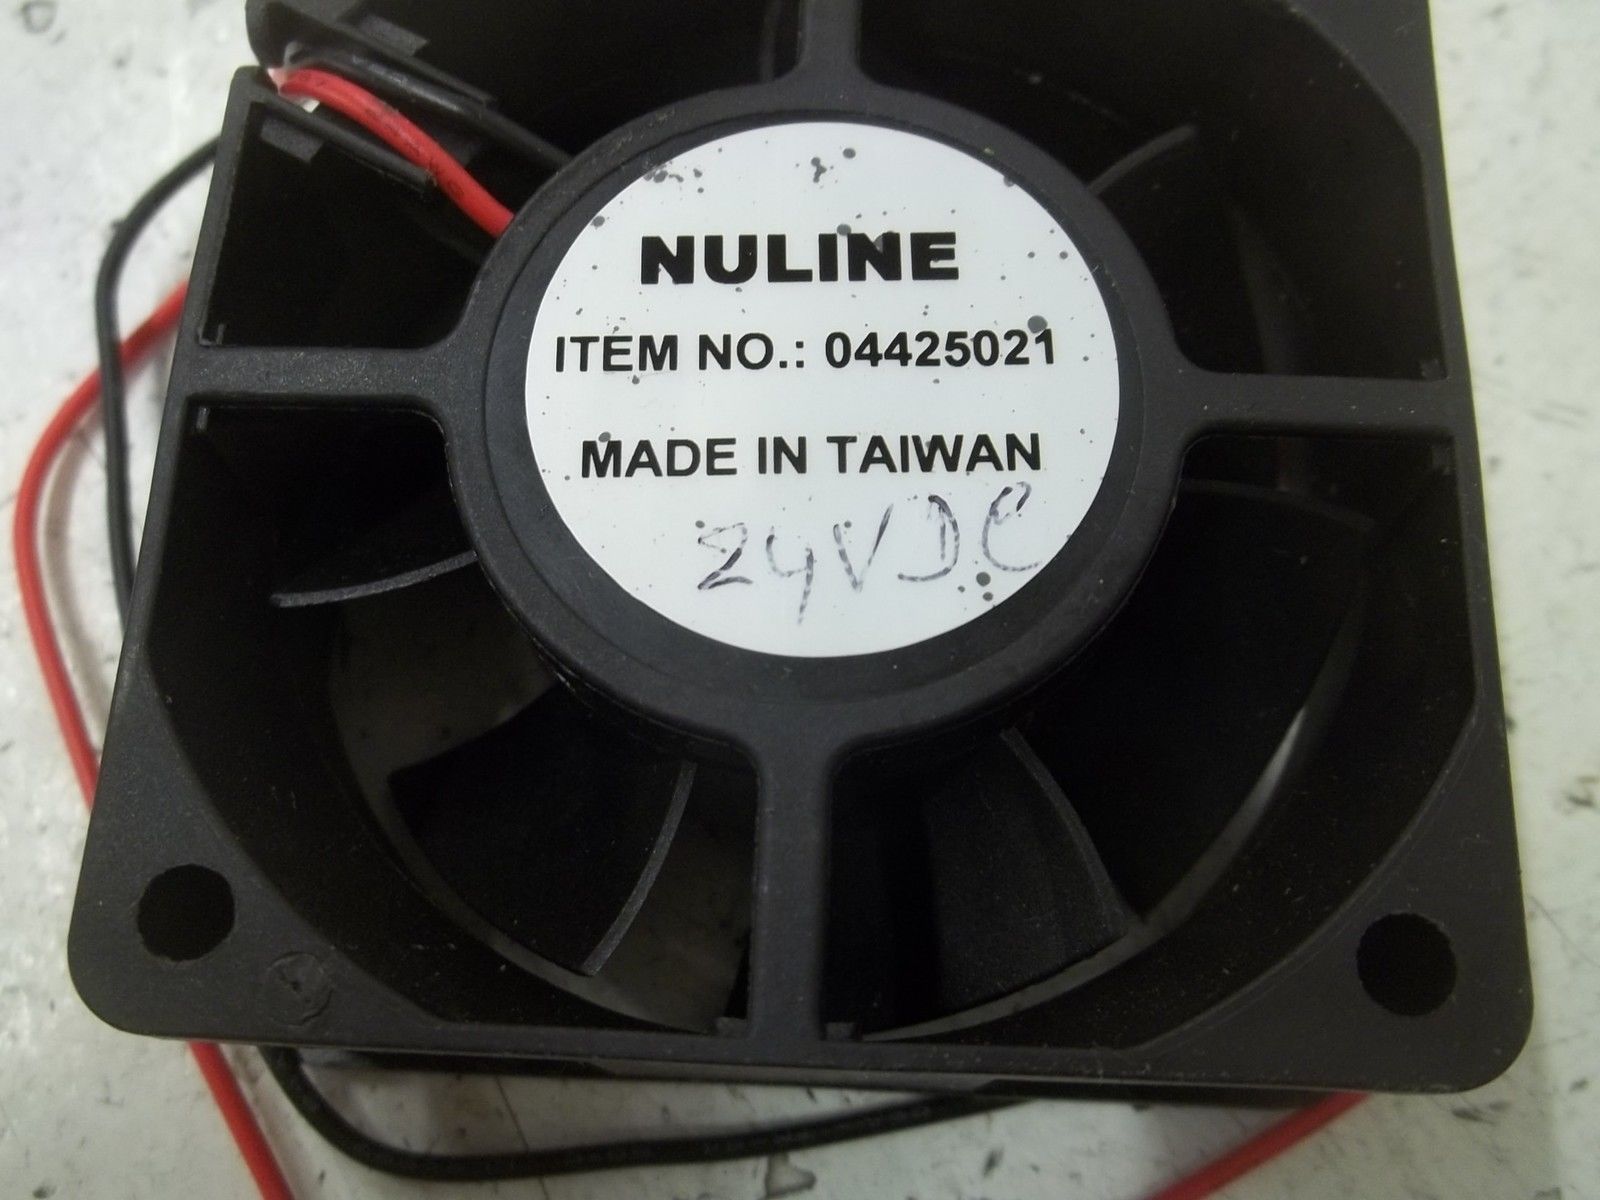 NULINE
ITEM NO.: 04425021
MADE IN TAIWAN
24VDC